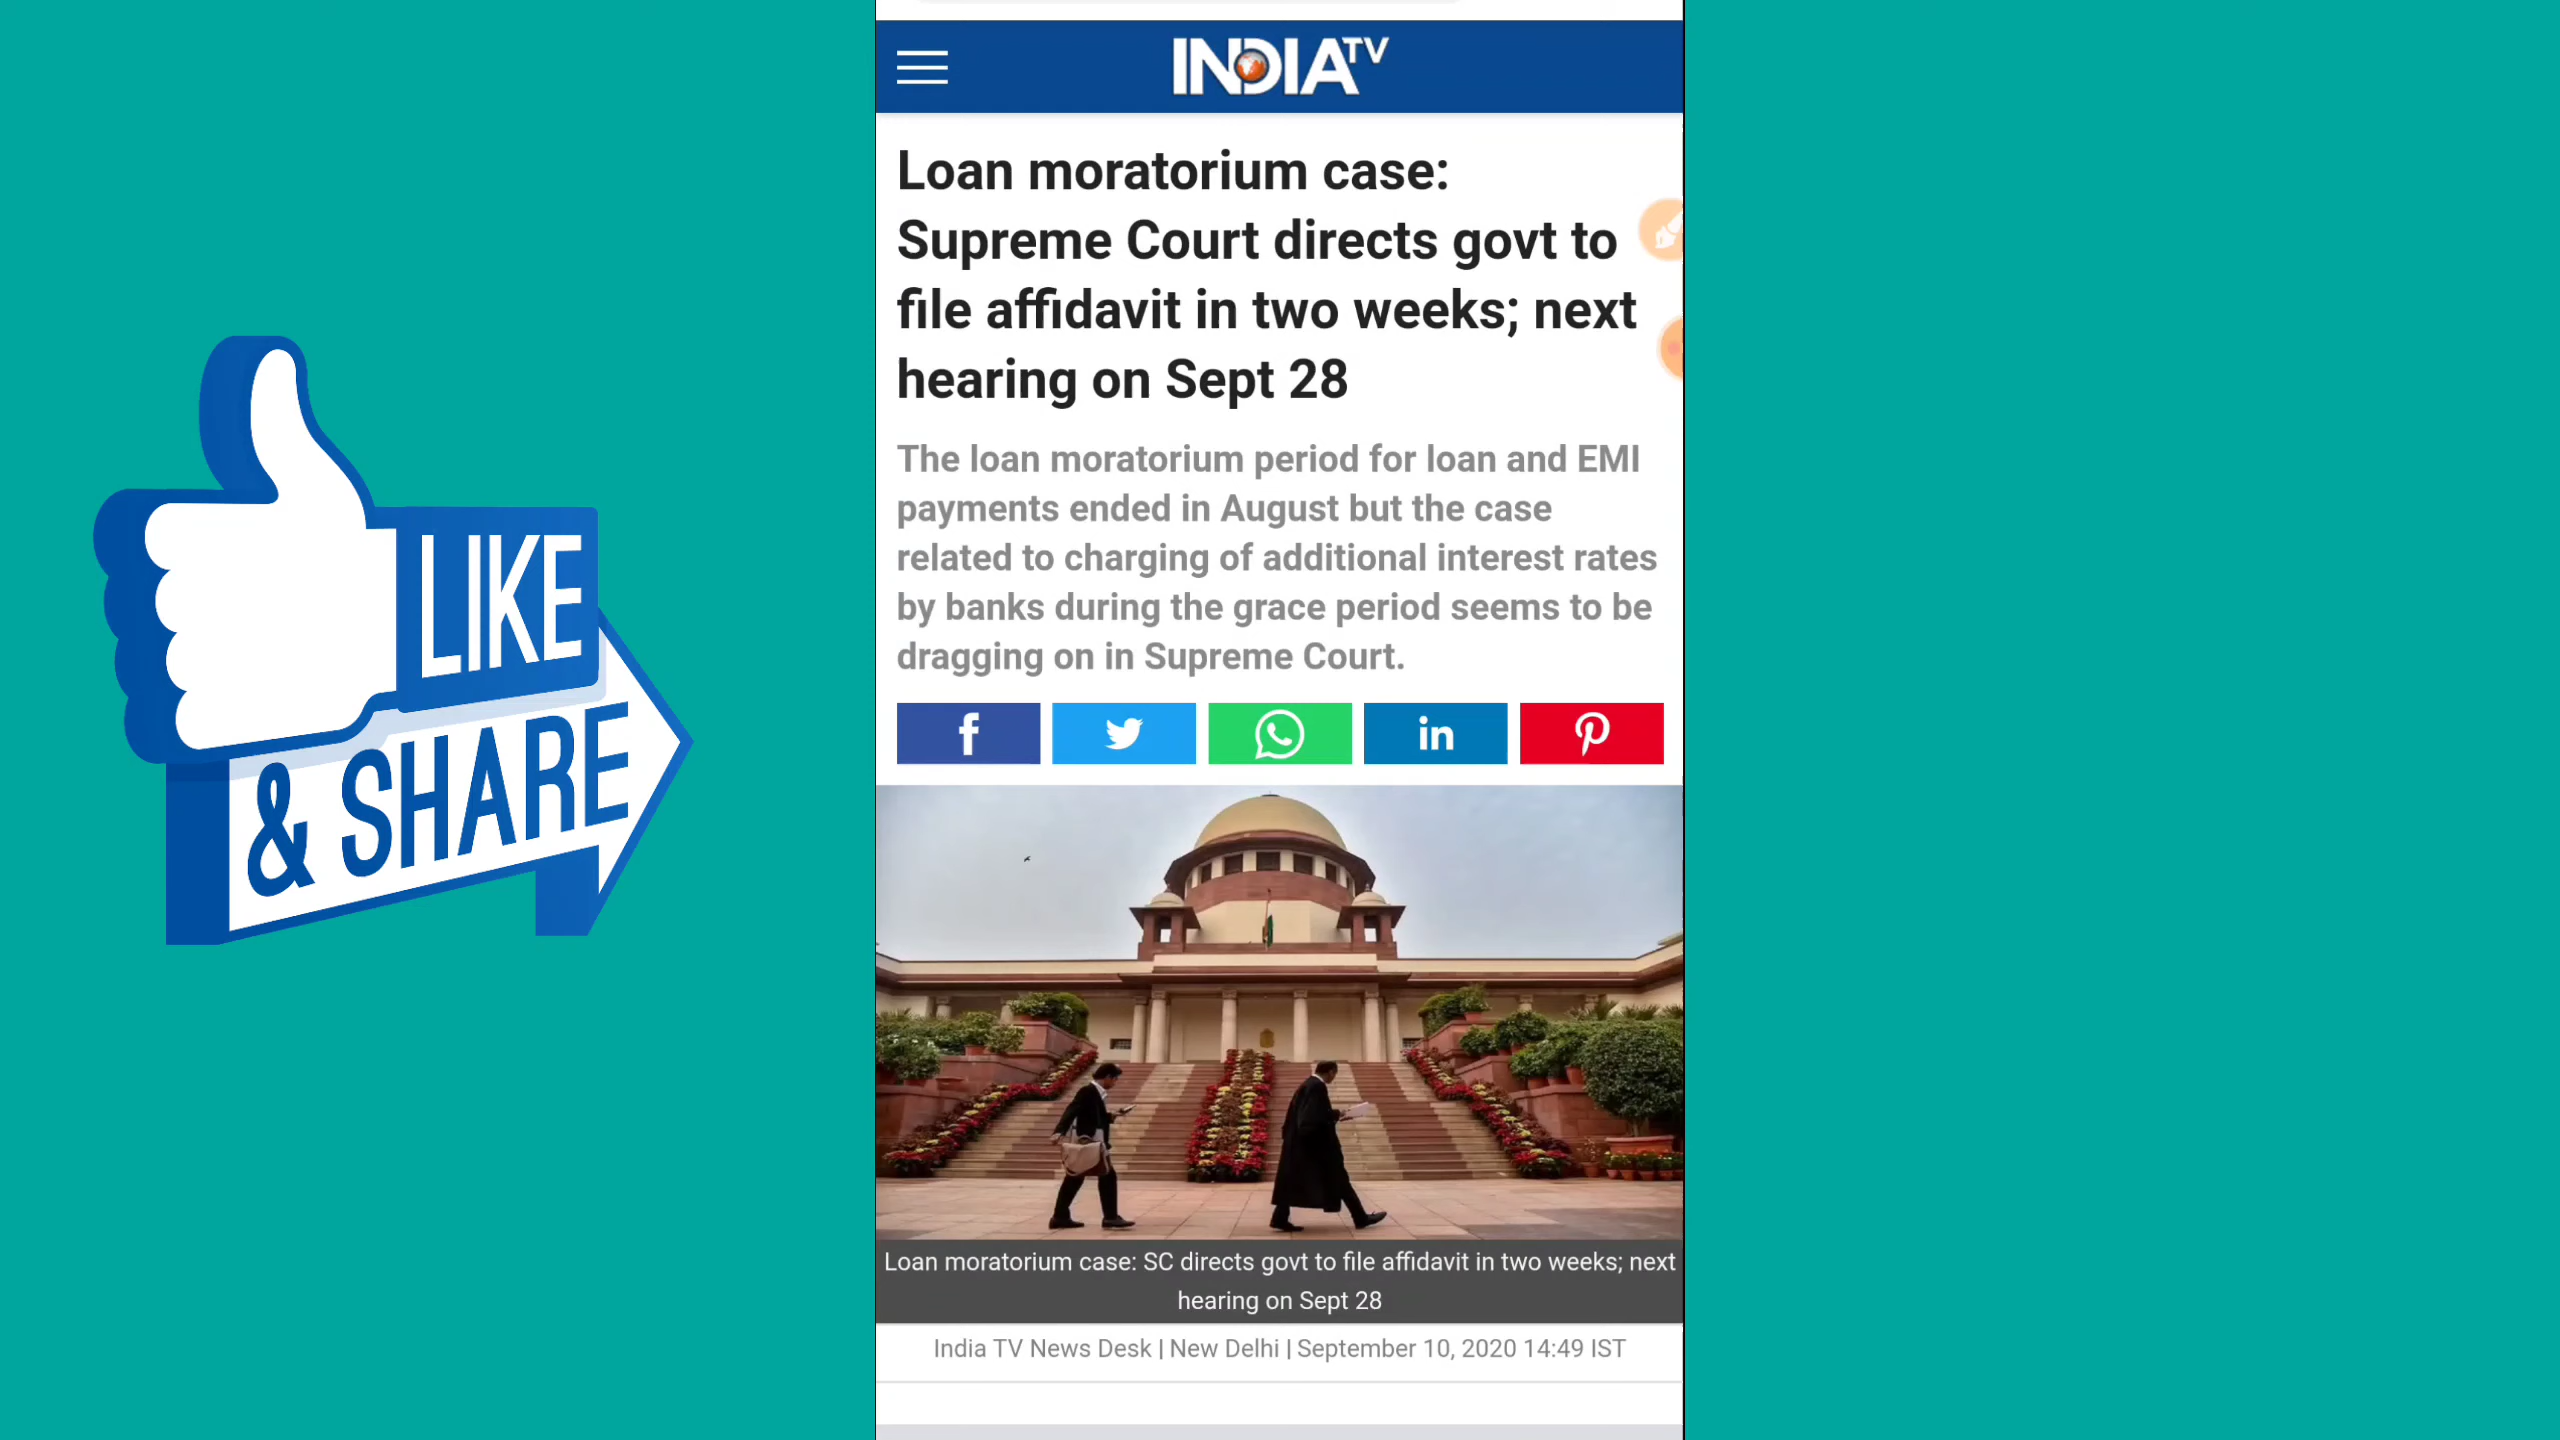 LIKE
& SHARE
INDIA TV
Loan moratorium case:
Supreme Court directs govt to
file affidavit in two weeks; next
hearing on Sept 28
The loan moratorium period for loan and EMI
payments ended in August but the case
related to charging of additional interest rates
by banks during the grace period seems to be
dragging on in Supreme Court.
Loan moratorium case: SC directs govt to file affidavit in two weeks; next
hearing on Sept 28
India TV News Desk | New Delhi | September 10, 2020 14:49 IST